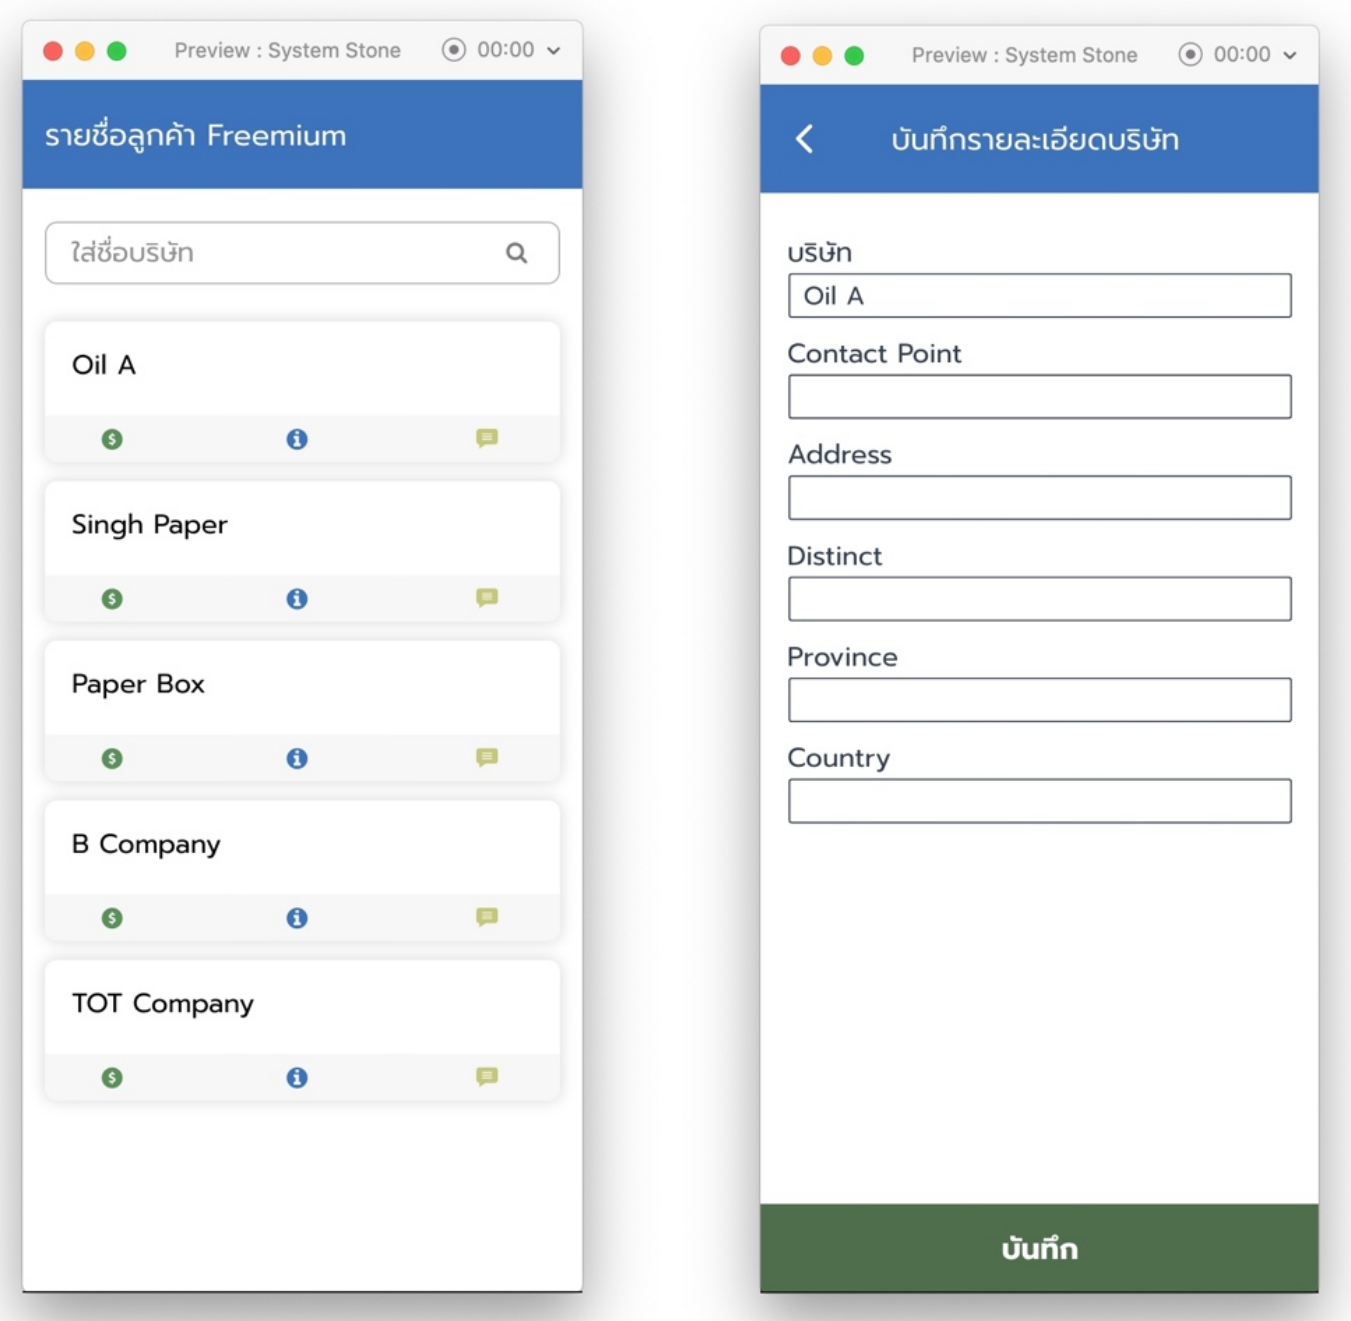 Preview : System Stone 00:00
รายชื่อลูกค้า Freemium
ใส่ชื่อบริษัท
Oil A
Singh Paper
Paper Box
B Company
TOT Company
Preview : System Stone 00:00
บันทึกรายละเอียดบริษัท
บริษัท
Oil A
Contact Point
Address
Distinct
Province
Country
บันทึก